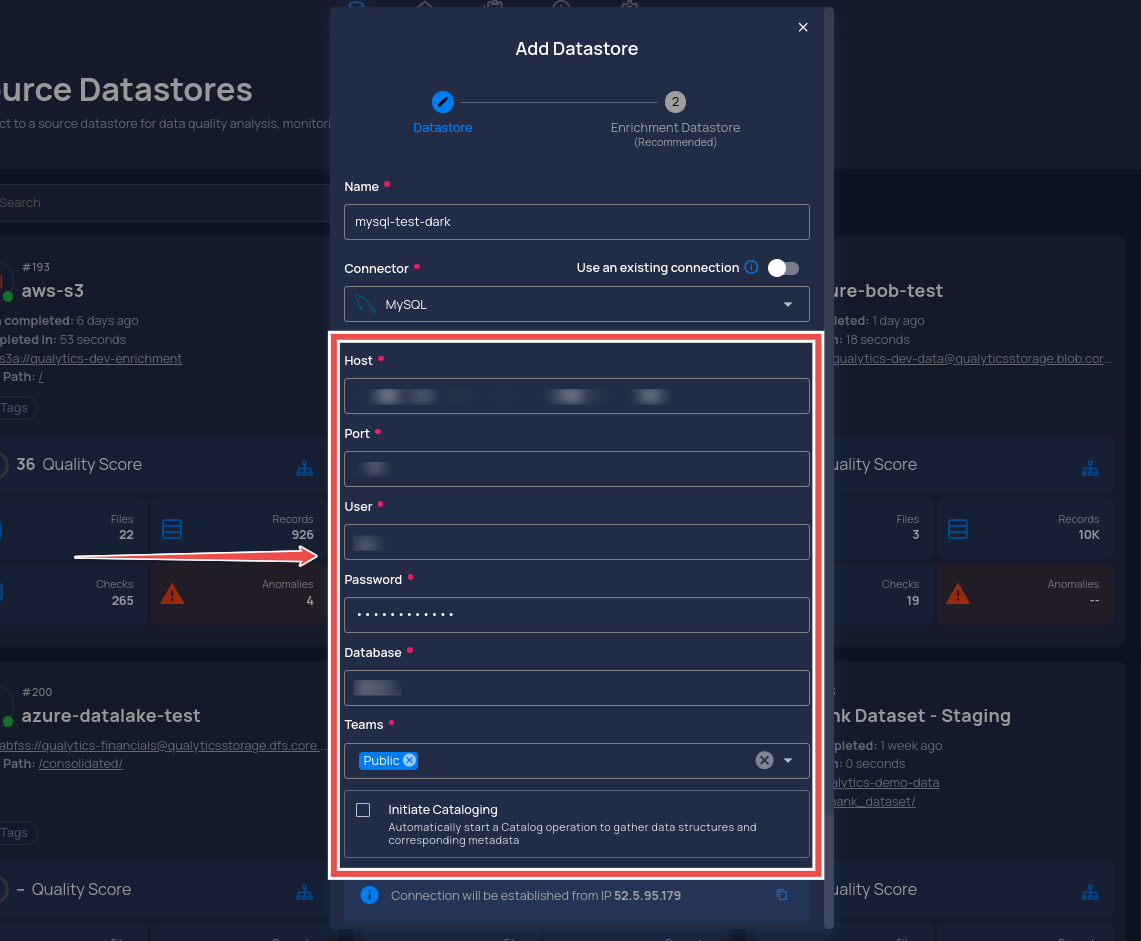 Add Datastore
2
Datastore
Enrichment Datastore
(Recommended)
Name
mysql-test-dark
Connector
Use an existing connection
MySQL
Host
Port
User
Password
••••••••••••
Database
Teams
Public
Initiate Cataloging
Automatically start a Catalog operation to gather data structures and
corresponding metadata
Connection will be established from IP 52.5.95.179
urce Datastores
ct to a source datastore for data quality analysis, monitori
Search
#193
aws-s3
completed: 6 days ago
pleted In: 53 seconds
s3a://qualytics-dev-enrichment
Path: /
Tags
36 Quality Score
Files
22
Records
926
Checks
265
Anomalies
4
ure-bob-test
leted: 1 day ago
n: 18 seconds
qualytics-dev-data@qualyticsstorage.blob.cor...
uality Score
Files
3
Records
10K
Checks
19
Anomalies
--
#200
azure-datalake-test
abfss://qualytics-financials@qualyticsstorage.dfs.core....
Path: /consolidated/
Tags
– Quality Score
nk Dataset - Staging
pleted: 1 week ago
n: 0 seconds
alytics-demo-data
bank_dataset/
uality Score